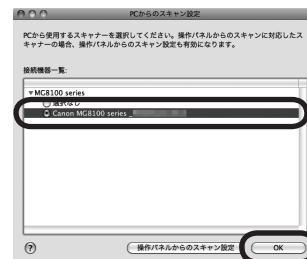 PCからのスキャン設定
PCから使用するスキャナーを選択してください。操作パネルからのスキャンに対応したス
キャナーの場合、操作パネルからのスキャン設定も有効になります。
接続機器一覧:
▼MG8100 series
選択なし
Canon MG8100 series _
? 操作パネルからのスキャン設定 OK